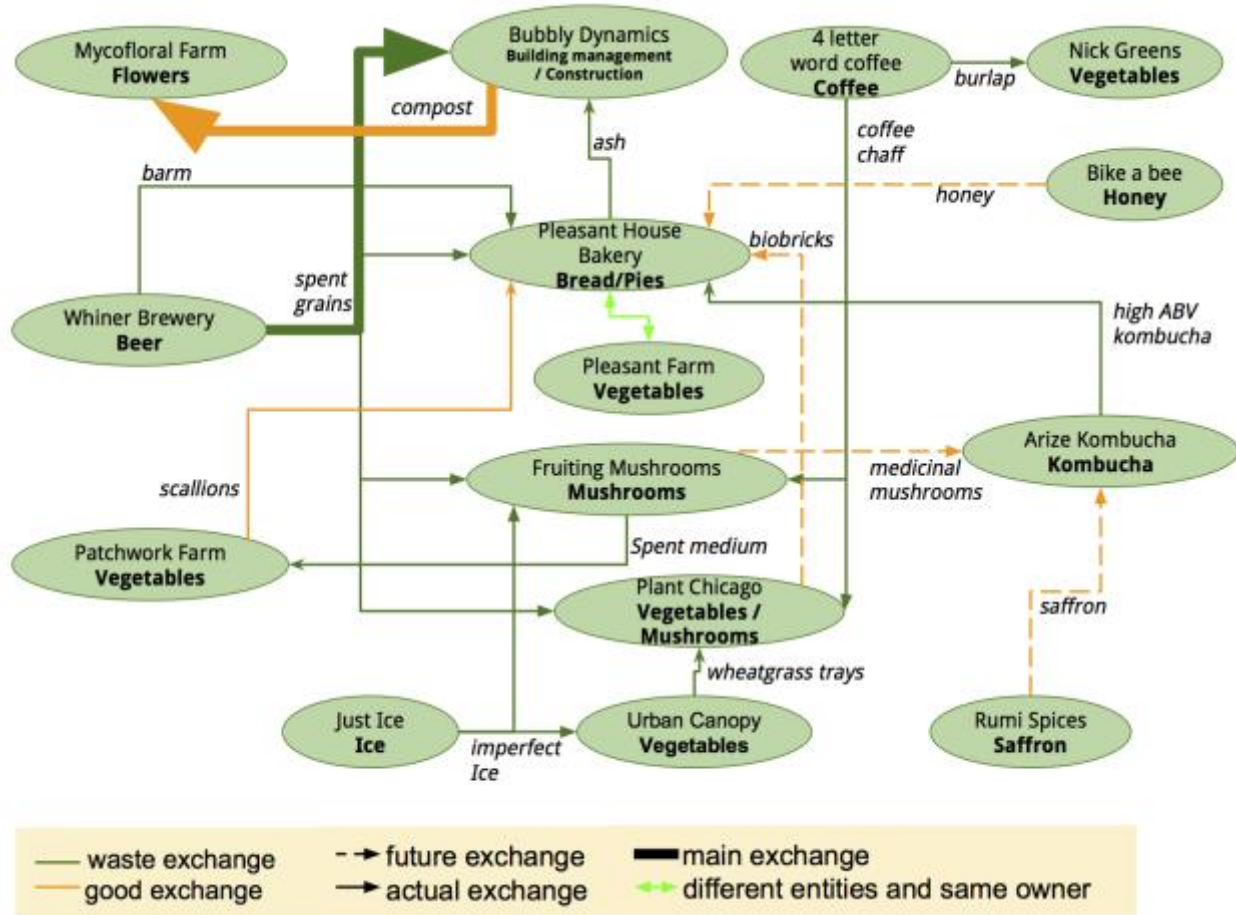 Mycofloral Farm
Flowers
Bubbly Dynamics
Building management
/ Construction
4 letter
word coffee
Coffee
burlap
Nick Greens
Vegetables
compost
coffee
chaff
ash
barm
Bike a bee
Honey
honey
Pleasant House
Bakery
Bread/Pies
biobricks
spent
grains
Whiner Brewery
Beer
high ABV
kombucha
Pleasant Farm
Vegetables
Arize Kombucha
Kombucha
Fruiting Mushrooms
Mushrooms
medicinal
mushrooms
scallions
Patchwork Farm
Vegetables
Spent medium
Plant Chicago
Vegetables /
Mushrooms
saffron
wheatgrass trays
Just Ice
Ice
imperfect
Ice
Urban Canopy
Vegetables
Rumi Spices
Saffron
waste exchange
future exchange
main exchange
good exchange
actual exchange
different entities and same owner